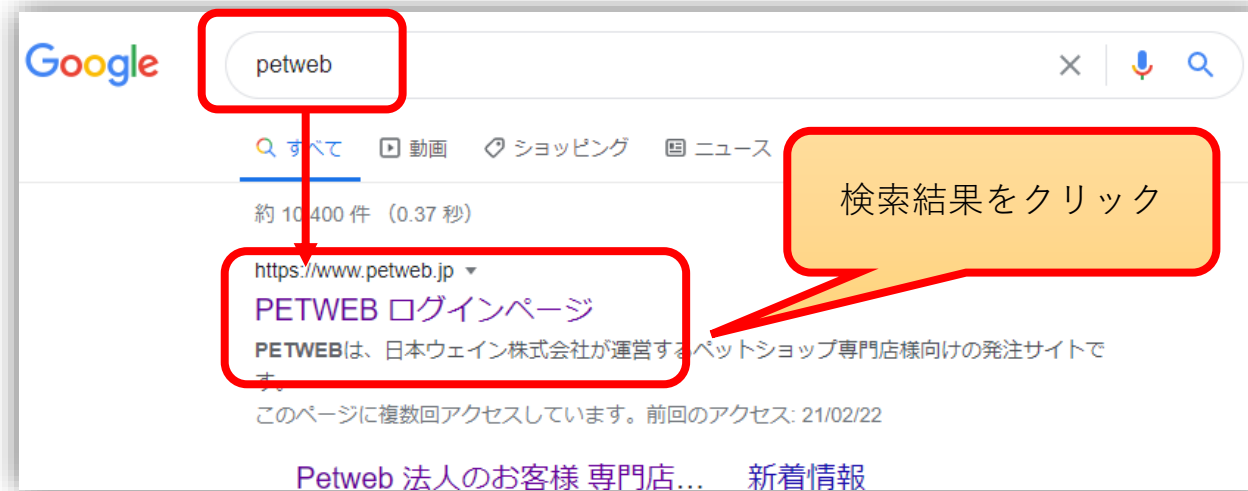 Google
petweb
すべて 動画 ショッピング ニュース
検索結果をクリック
約 10,400 件 （0.37 秒）
https://www.petweb.jp
PETWEB ログインページ
PETWEBは、日本ウェイン株式会社が運営するペットショップ専門店様向けの発注サイトで
す。
このページに複数回アクセスしています。前回のアクセス: 21/02/22
Petweb 法人のお客様 専門店... 新着情報